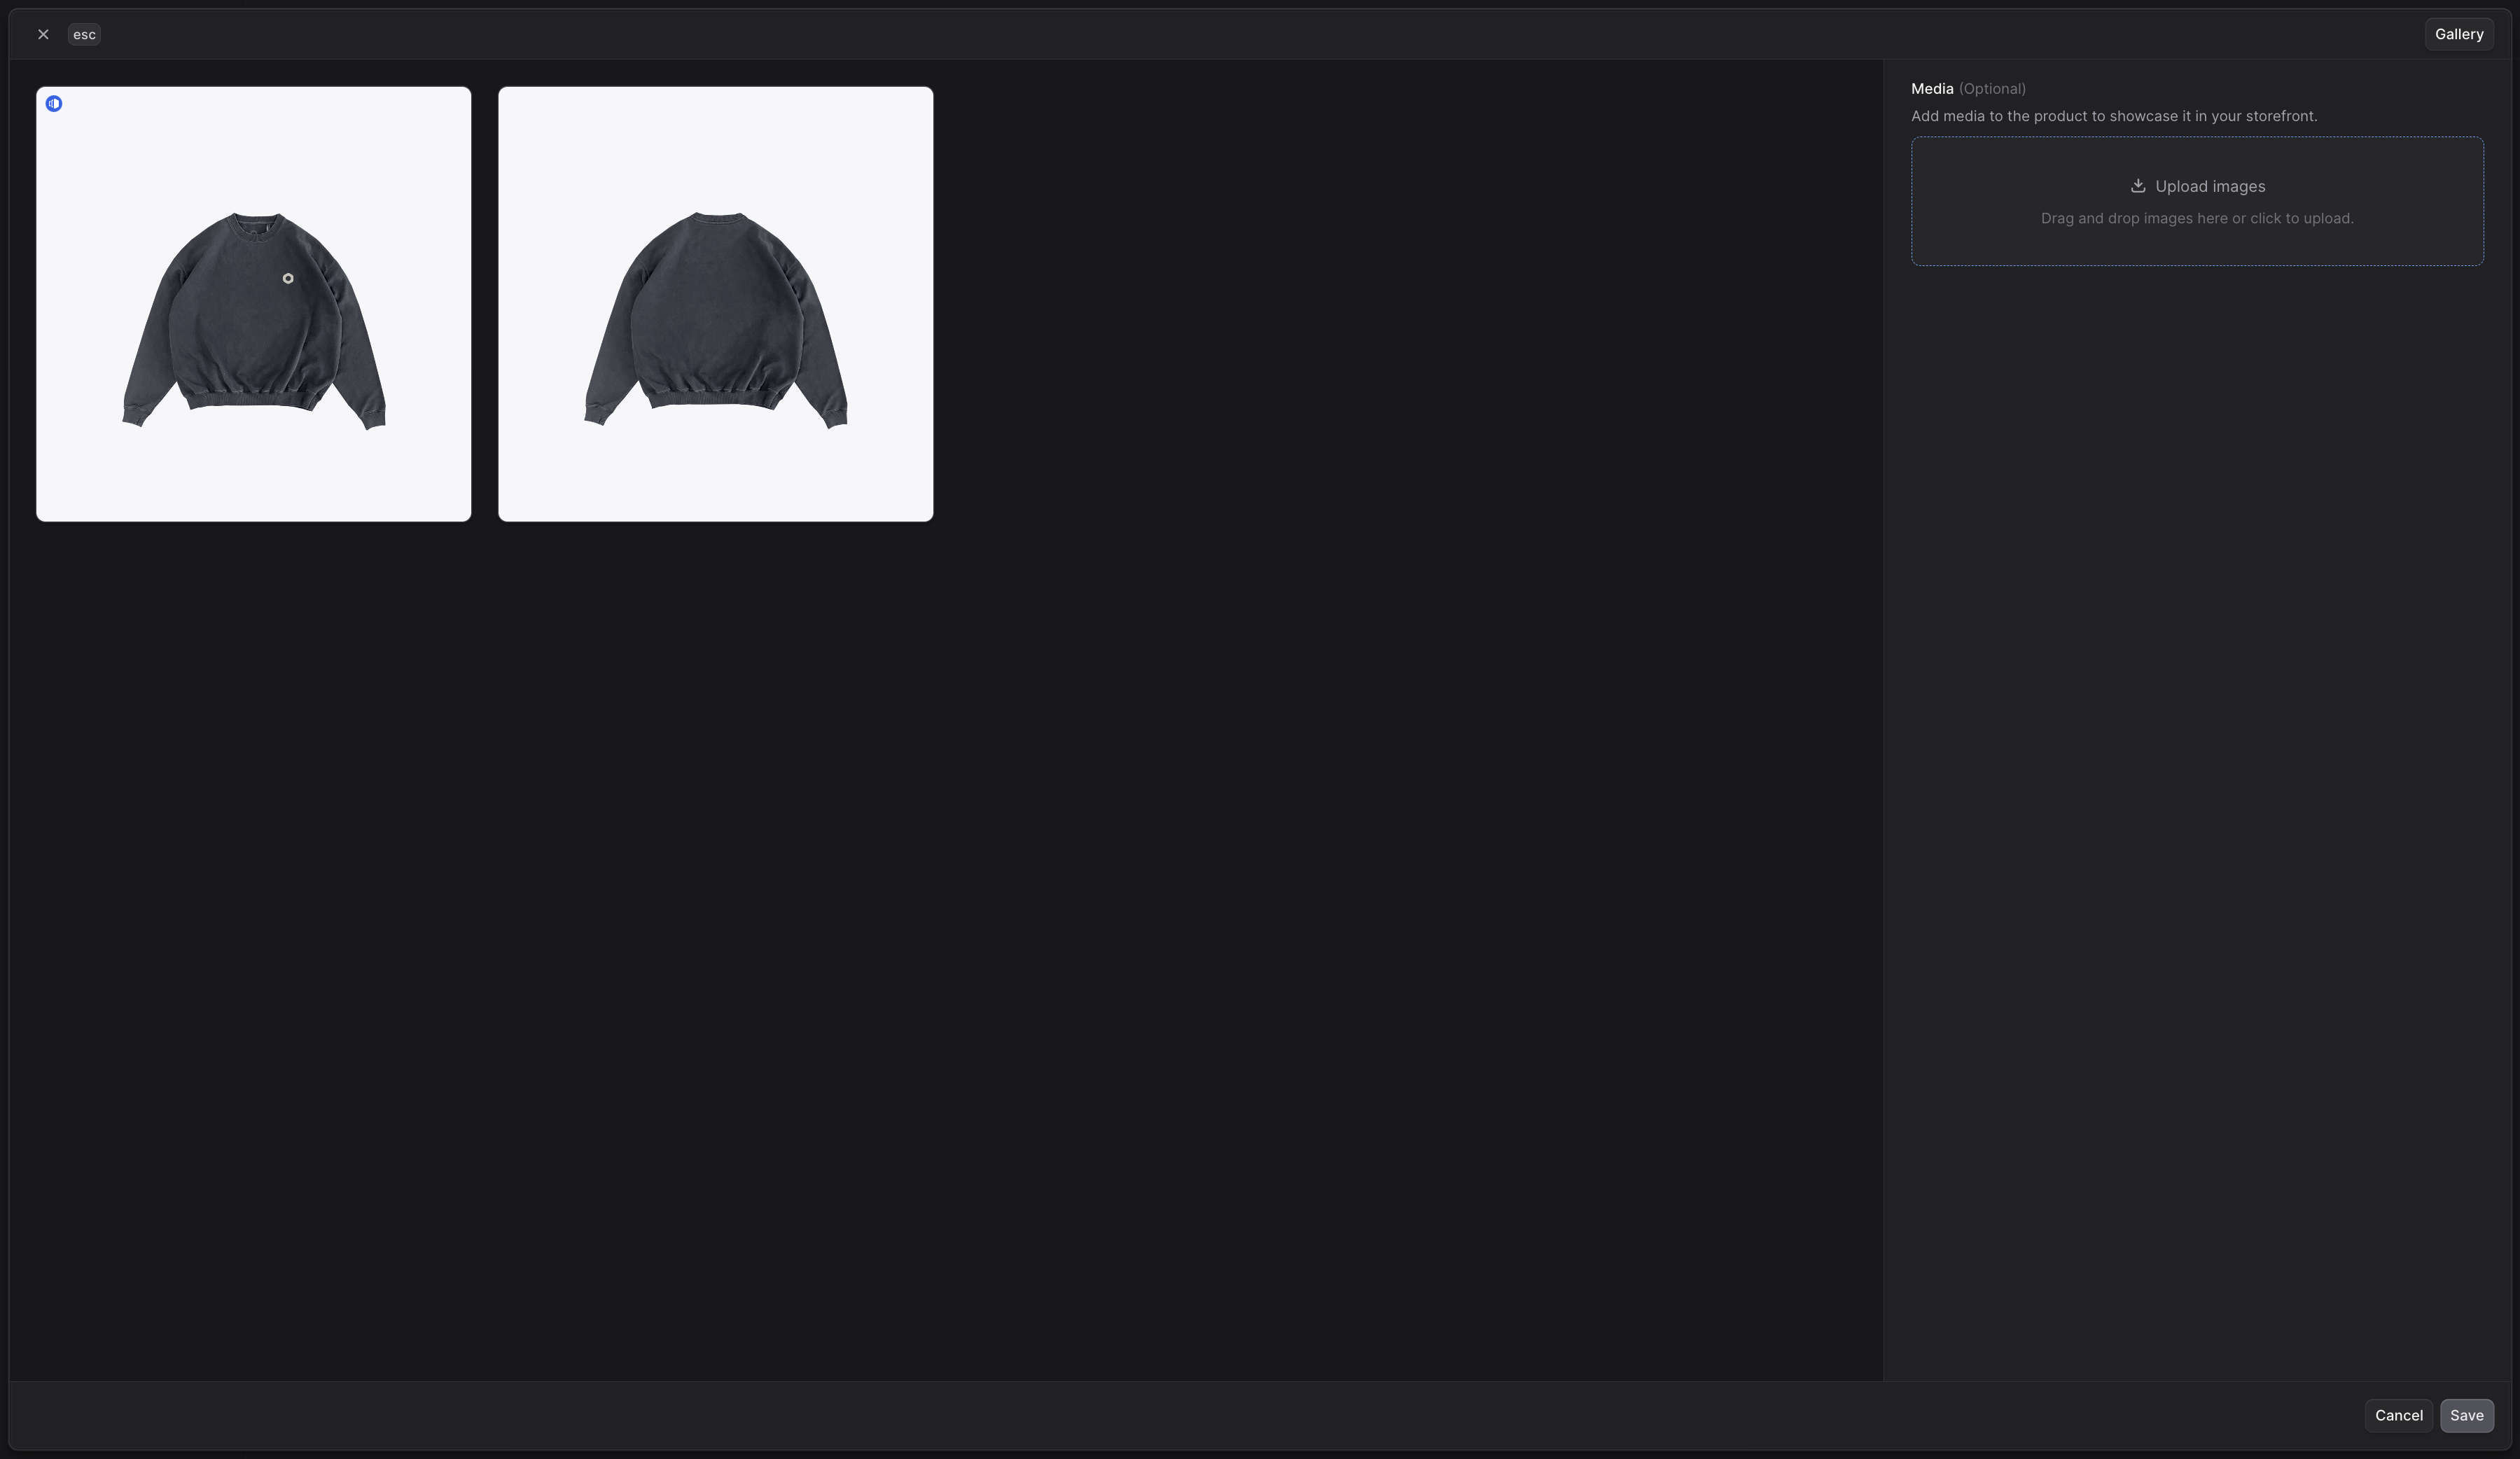 esc
Gallery
Media (Optional)
Add media to the product to showcase it in your storefront.
Upload images
Drag and drop images here or click to upload.
Cancel
Save